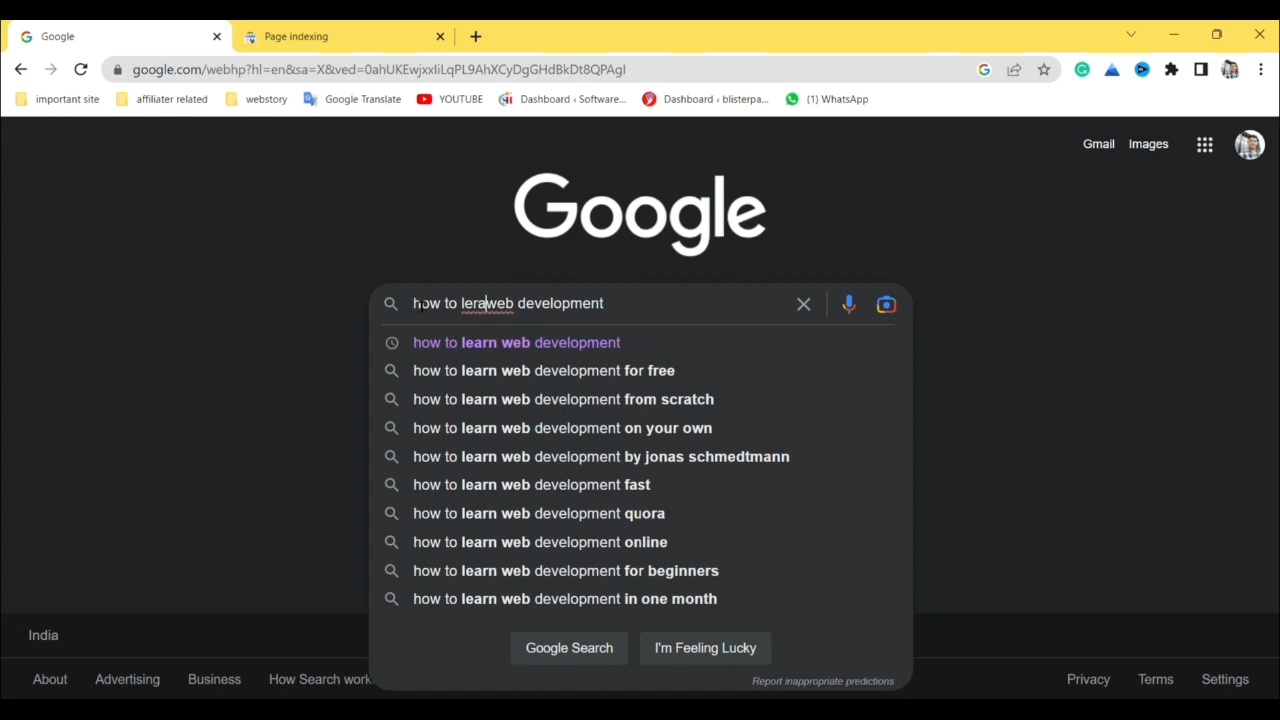 Google
Page indexing
google.com/webhp?hl=en&sa=X&ved=0ahUKEwjxxIiLqPL9AhXCyDgGHdBkDt8QPAgI
important site
affiliater related
webstory
Google Translate
YOUTUBE
Dashboard ‹ Software...
Dashboard ‹ blisterpa...
(1) WhatsApp
Gmail
Images
Google
how to leraweb development
how to learn web development
how to learn web development for free
how to learn web development from scratch
how to learn web development on your own
how to learn web development by jonas schmedtmann
how to learn web development fast
how to learn web development quora
how to learn web development online
how to learn web development for beginners
how to learn web development in one month
Google Search
I'm Feeling Lucky
Report inappropriate predictions
India
About
Advertising
Business
How Search work
Privacy
Terms
Settings